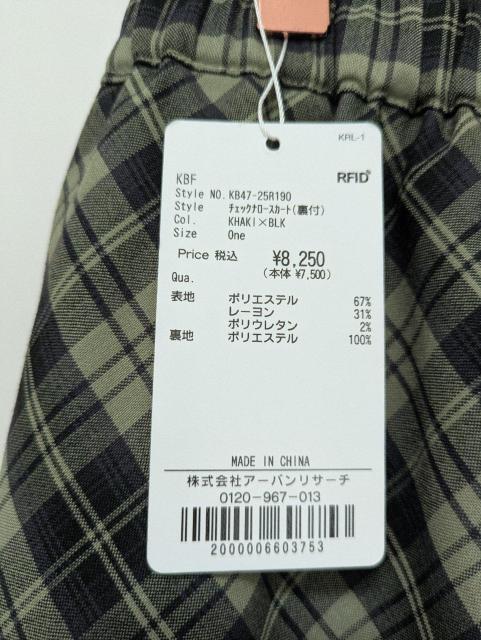 KRL-1
KBF
RFID
Style NO. KB47-25R190
Style チェックナロースカート(裏付)
Col. KHAKI×BLK
Size One
Price 税込 ¥8,250
(本体 ¥7,500)
Qua.
表地 ポリエステル 67%
レーヨン 31%
ポリウレタン 2%
裏地 ポリエステル 100%
MADE IN CHINA
株式会社アーバンリサーチ
0120-967-013
2000006603753